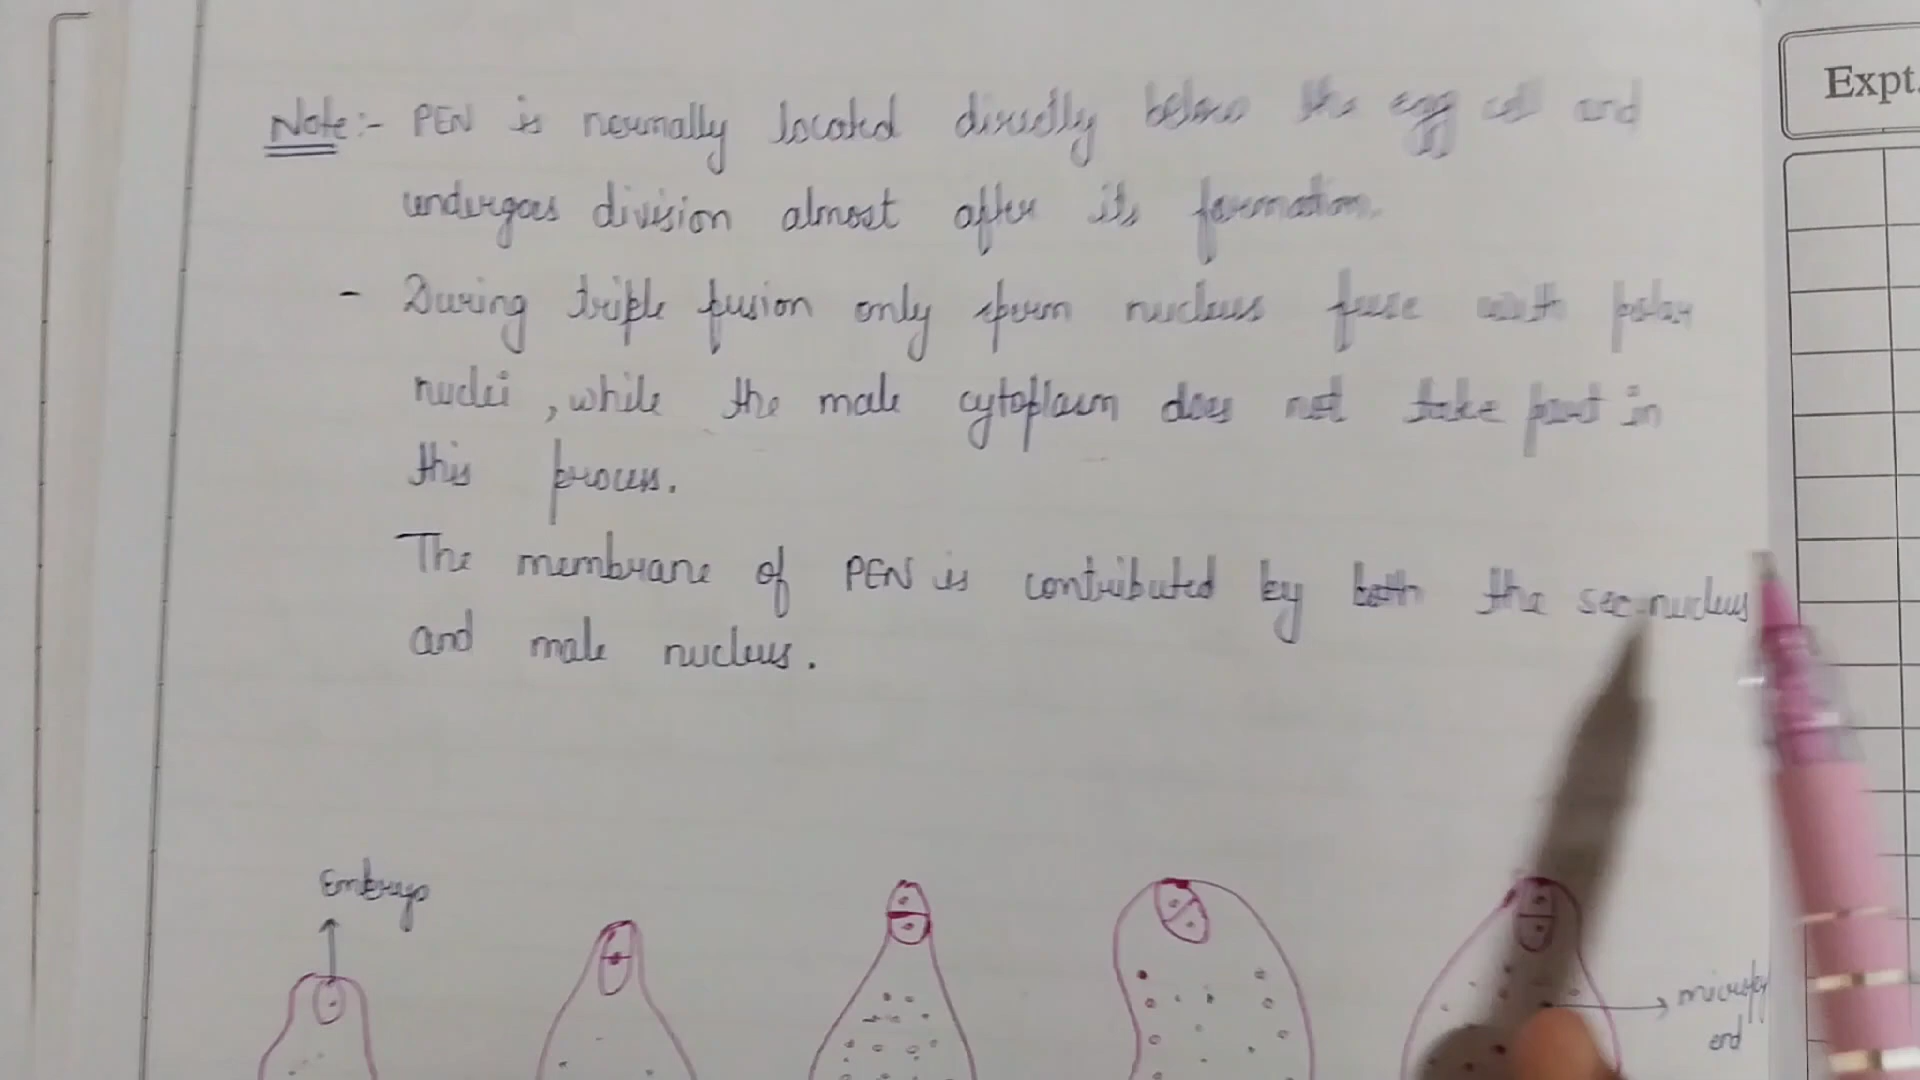 Expt.
Note:- PEN is normally located directly below the egg cell and
undergoes division almost after its formation.
- During triple fusion only sperm nucleus fuse with polar
nuclei, while the male cytoplasm does not take part in
this process.
The membrane of PEN is contributed by both the sec nucleus
and male nucleus.
Embryo
end